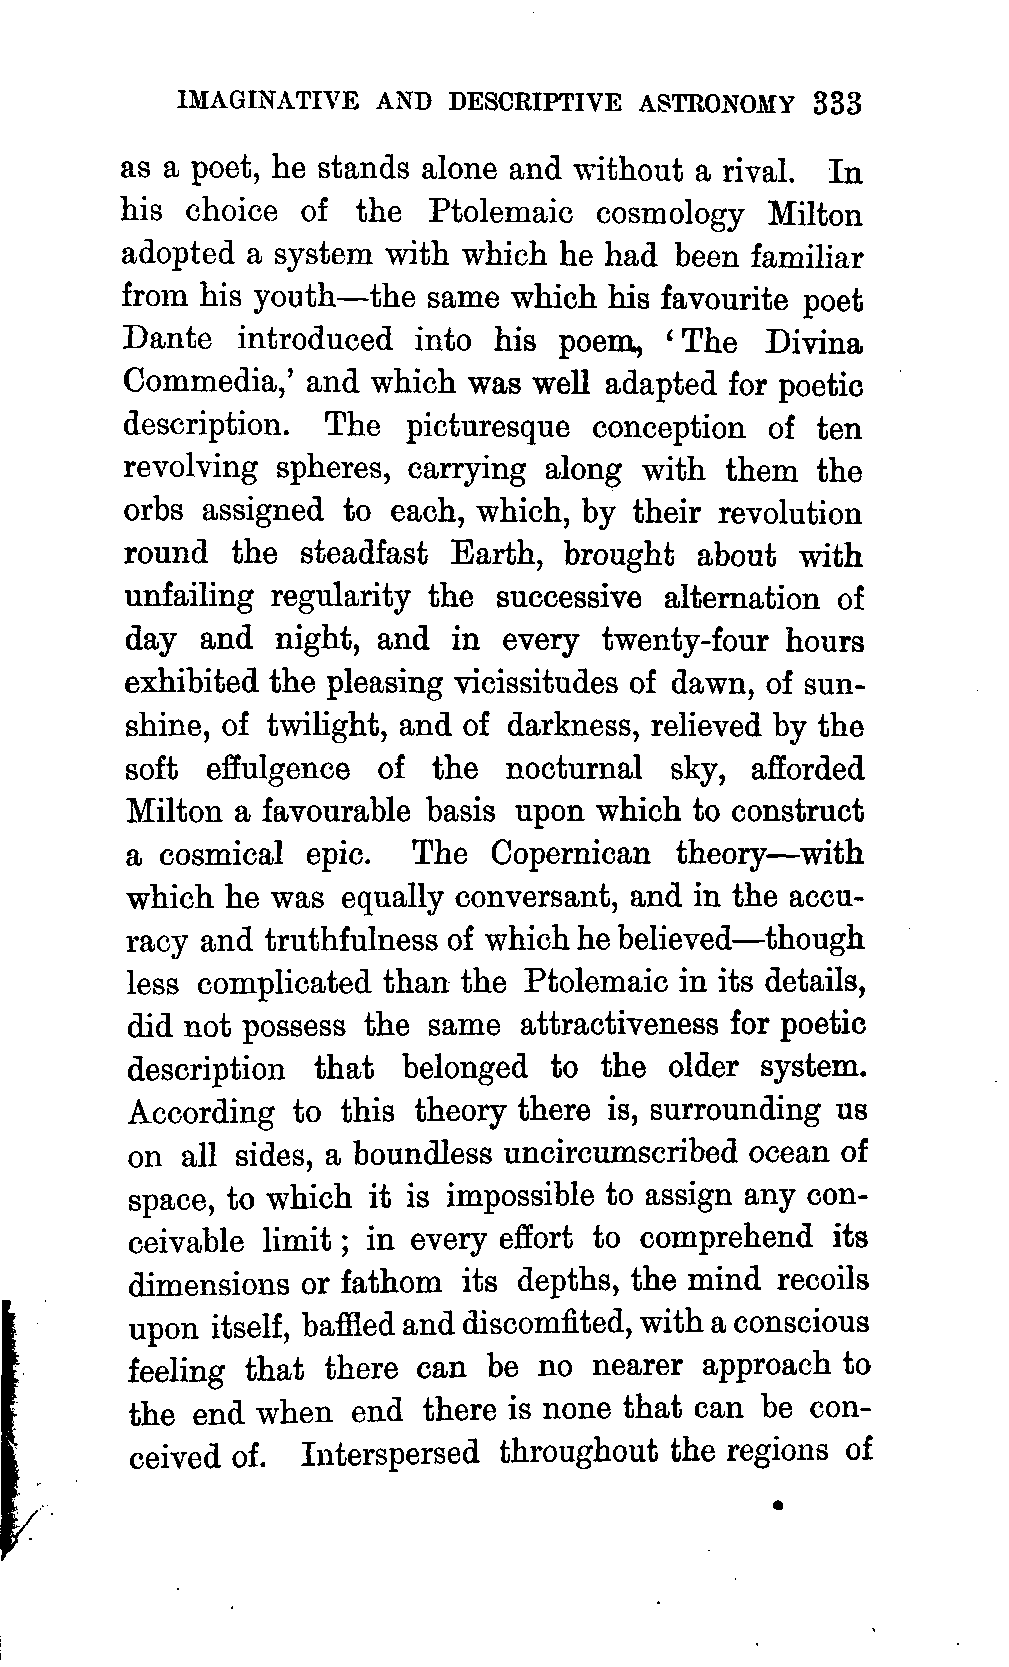 IMAGINATIVE AND DESCRIPTIVE ASTRONOMY 333
as a poet, he stands alone and without a rival. In
his choice of the Ptolemaic cosmology Milton
adopted a system with which he had been familiar
from his youth—the same which his favourite poet
Dante introduced into his poem, ‘The Divina
Commedia,’ and which was well adapted for poetic
description. The picturesque conception of ten
revolving spheres, carrying along with them the
orbs assigned to each, which, by their revolution
round the steadfast Earth, brought about with
unfailing regularity the successive alternation of
day and night, and in every twenty-four hours
exhibited the pleasing vicissitudes of dawn, of sun-
shine, of twilight, and of darkness, relieved by the
soft effulgence of the nocturnal sky, afforded
Milton a favourable basis upon which to construct
a cosmical epic. The Copernican theory—with
which he was equally conversant, and in the accu-
racy and truthfulness of which he believed—though
less complicated than the Ptolemaic in its details,
did not possess the same attractiveness for poetic
description that belonged to the older system.
According to this theory there is, surrounding us
on all sides, a boundless uncircumscribed ocean of
space, to which it is impossible to assign any con-
ceivable limit; in every effort to comprehend its
dimensions or fathom its depths, the mind recoils
upon itself, baffled and discomfited, with a conscious
feeling that there can be no nearer approach to
the end when end there is none that can be con-
ceived of. Interspersed throughout the regions of